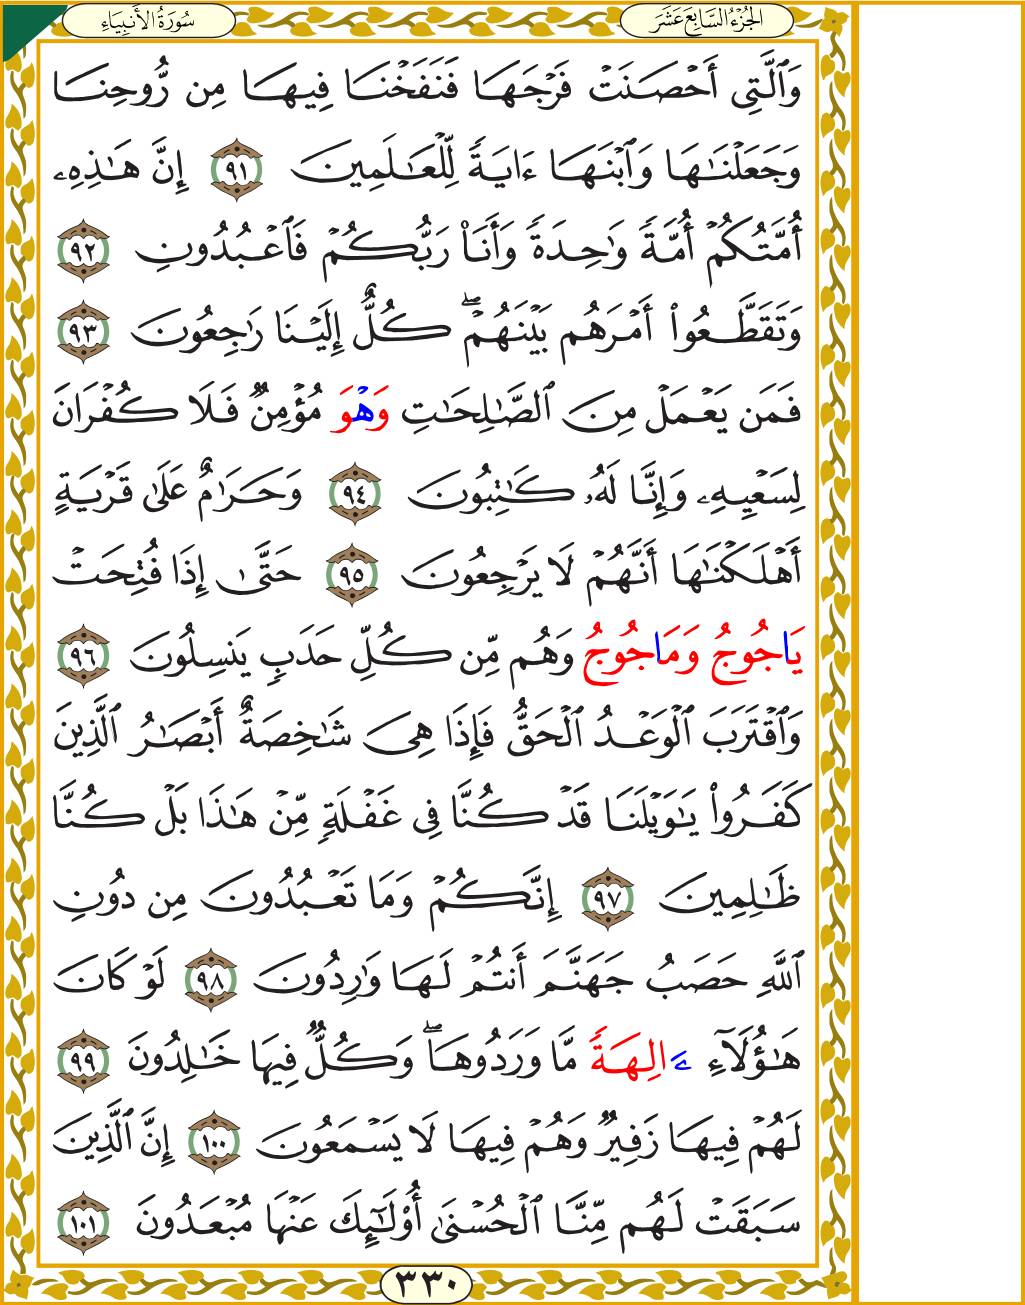 الجُزْءُ السَّابِعَ عَشَرَ
سُورَةُ الأَنبِيَاءِ
وَٱلَّتِي أَحۡصَنَتۡ فَرۡجَهَا فَنَفَخۡنَا فِيهَا مِن رُّوحِنَا
وَجَعَلۡنَٰهَا وَٱبۡنَهَا ءَايَةٗ لِّلۡعَٰلَمِينَ ٩١ إِنَّ هَٰذِهِۦ
أُمَّتُكُمۡ أُمَّةٗ وَٰحِدَةٗ وَأَنَا۠ رَبُّكُمۡ فَٱعۡبُدُونِ ٩٢
وَتَقَطَّعُوٓاْ أَمۡرَهُم بَيۡنَهُمۡۖ كُلٌّ إِلَيۡنَا رَٰجِعُونَ ٩٣
فَمَن يَعۡمَلۡ مِنَ ٱلصَّٰلِحَٰتِ وَهۡوَ مُؤۡمِنٞ فَلَا كُفۡرَانَ
لِسَعۡيِهِۦ وَإِنَّا لَهُۥ كَٰتِبُونَ ٩٤ وَحَرَٰمٌ عَلَىٰ قَرۡيَةٍ
أَهۡلَكۡنَٰهَا أَنَّهُمۡ لَا يَرۡجِعُونَ ٩٥ حَتَّىٰ إِذَا فُتِحَتۡ
يَاجُوجُ وَمَاجُوجُ وَهُم مِّن كُلِّ حَدَبٖ يَنسِلُونَ ٩٦
وَٱقۡتَرَبَ ٱلۡوَعۡدُ ٱلۡحَقُّ فَإِذَا هِيَ شَٰخِصَةٌ أَبۡصَٰرُ ٱلَّذِينَ
كَفَرُواْ يَٰوَيۡلَنَا قَدۡ كُنَّا فِي غَفۡلَةٖ مِّنۡ هَٰذَا بَلۡ كُنَّا
ظَٰلِمِينَ ٩٧ إِنَّكُمۡ وَمَا تَعۡبُدُونَ مِن دُونِ
ٱللَّهِ حَصَبُ جَهَنَّمَ أَنتُمۡ لَهَا وَٰرِدُونَ ٩٨ لَوۡ كَانَ
هَٰٓؤُلَآءِ ءَالِهَةٗ مَّا وَرَدُوهَاۖ وَكُلّٞ فِيهَا خَٰلِدُونَ ٩٩
لَهُمۡ فِيهَا زَفِيرٞ وَهُمۡ فِيهَا لَا يَسۡمَعُونَ ١٠٠ إِنَّ ٱلَّذِينَ
سَبَقَتۡ لَهُم مِّنَّا ٱلۡحُسۡنَىٰ أُوْلَٰٓئِكَ عَنۡهَا مُبۡعَدُونَ ١٠١
٣٣٠